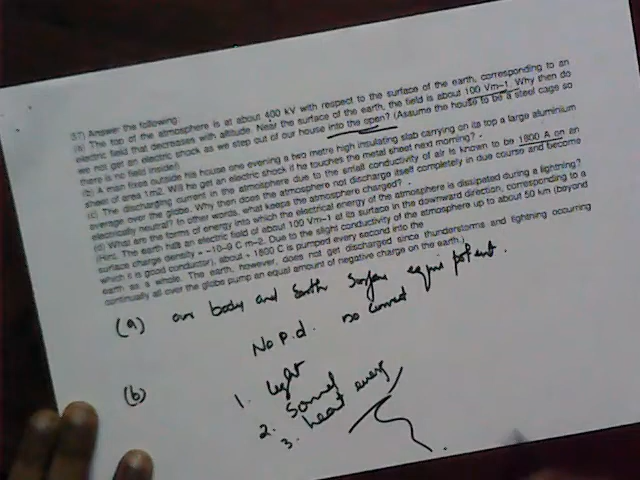 37) Answer the following:
(a) The top of the atmosphere is at about 400 kV with respect to the surface of the earth, corresponding to an
electric field that decreases with altitude. Near the surface of the earth, the field is about 100 Vm-1. Why then do
we not get an electric shock as we step out of our house into the open? (Assume the house to be a steel cage so
there is no field inside)
(b) A man fixes outside his house one evening a two metre high insulating slab carrying on its top a large aluminium
sheet of area 1m2. Will he get an electric shock if he touches the metal sheet next morning?
(c) The discharging current in the atmosphere due to the small conductivity of air is known to be 1800 A on an
average over the globe. Why then does the atmosphere not discharge itself completely in due course and become
electrically neutral? In other words, what keeps the atmosphere charged?
(d) What are the forms of energy into which the electrical energy of the atmosphere is dissipated during a lightning?
(Hint: The earth has an electric field of about 100 Vm-1 at its surface in the downward direction, corresponding to a
surface charge density = -10-9 C m-2. Due to the slight conductivity of the atmosphere up to about 50 km (beyond
which it is good conductor), about + 1800 C is pumped every second into the
earth as a whole. The earth, however, does not get discharged since thunderstorms and lightning occurring
continually all over the globe pump an equal amount of negative charge on the earth.)
(a) our body and Earth Surface equi potent.
No p.d. no current
(b) 1. Light
2. Sound
3. heat energy